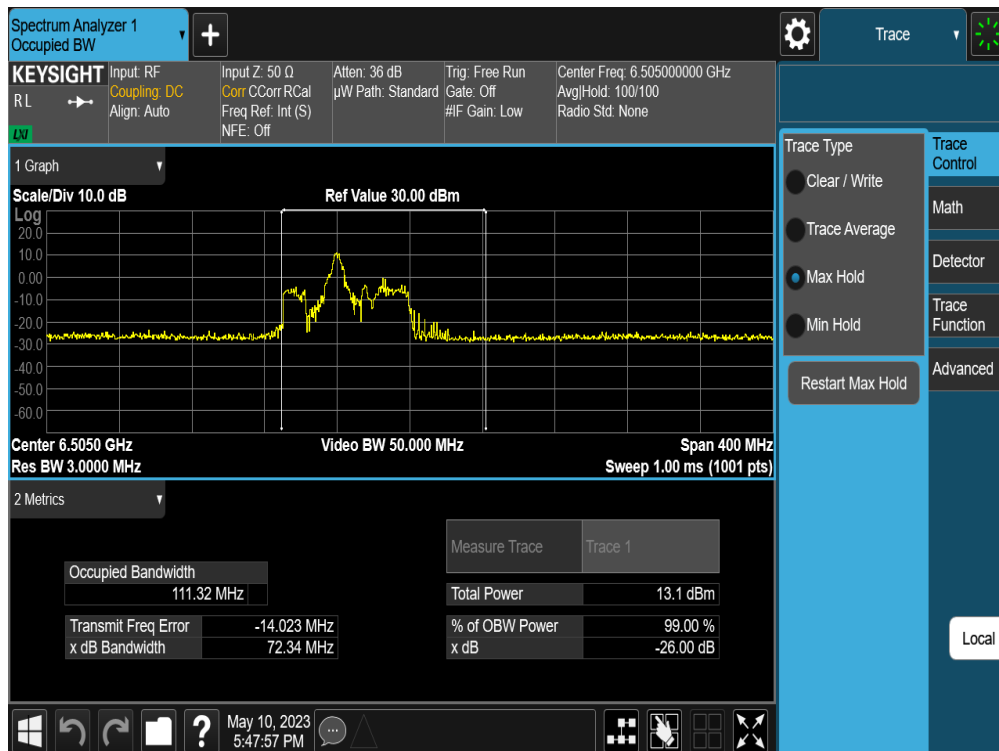 Spectrum Analyzer 1
Occupied BW
+
Trace
KEYSIGHT
RL
LXI
Input: RF
Coupling: DC
Align: Auto
Input Z: 50 Ω
Corr CCorr RCal
Freq Ref: Int (S)
NFE: Off
Atten: 36 dB
µW Path: Standard
Trig: Free Run
Gate: Off
#IF Gain: Low
Center Freq: 6.505000000 GHz
Avg|Hold: 100/100
Radio Std: None
1 Graph
Scale/Div 10.0 dB
Ref Value 30.00 dBm
Log
20.0
10.0
0.00
-10.0
-20.0
-30.0
-40.0
-50.0
-60.0
Center 6.5050 GHz
Video BW 50.000 MHz
Span 400 MHz
Res BW 3.0000 MHz
Sweep 1.00 ms (1001 pts)
2 Metrics
Measure Trace
Trace 1
Occupied Bandwidth
111.32 MHz
Total Power
13.1 dBm
Transmit Freq Error
-14.023 MHz
% of OBW Power
99.00 %
x dB Bandwidth
72.34 MHz
x dB
-26.00 dB
Trace Type
Clear / Write
Trace Average
Max Hold
Min Hold
Restart Max Hold
Trace
Control
Math
Detector
Trace
Function
Advanced
Local
?
May 10, 2023
5:47:57 PM